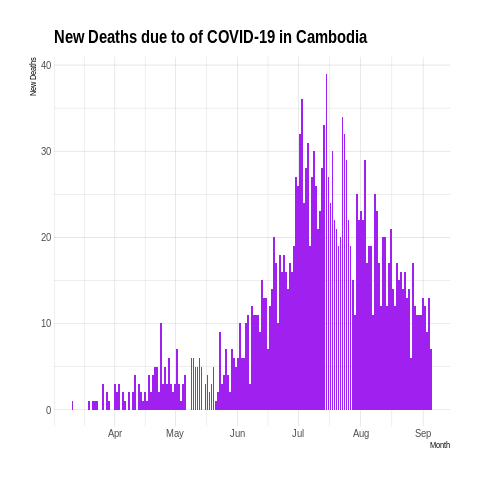 New Deaths due to of COVID-19 in Cambodia
New Deaths
40
30
20
10
0
Apr May Jun Jul Aug Sep
Month